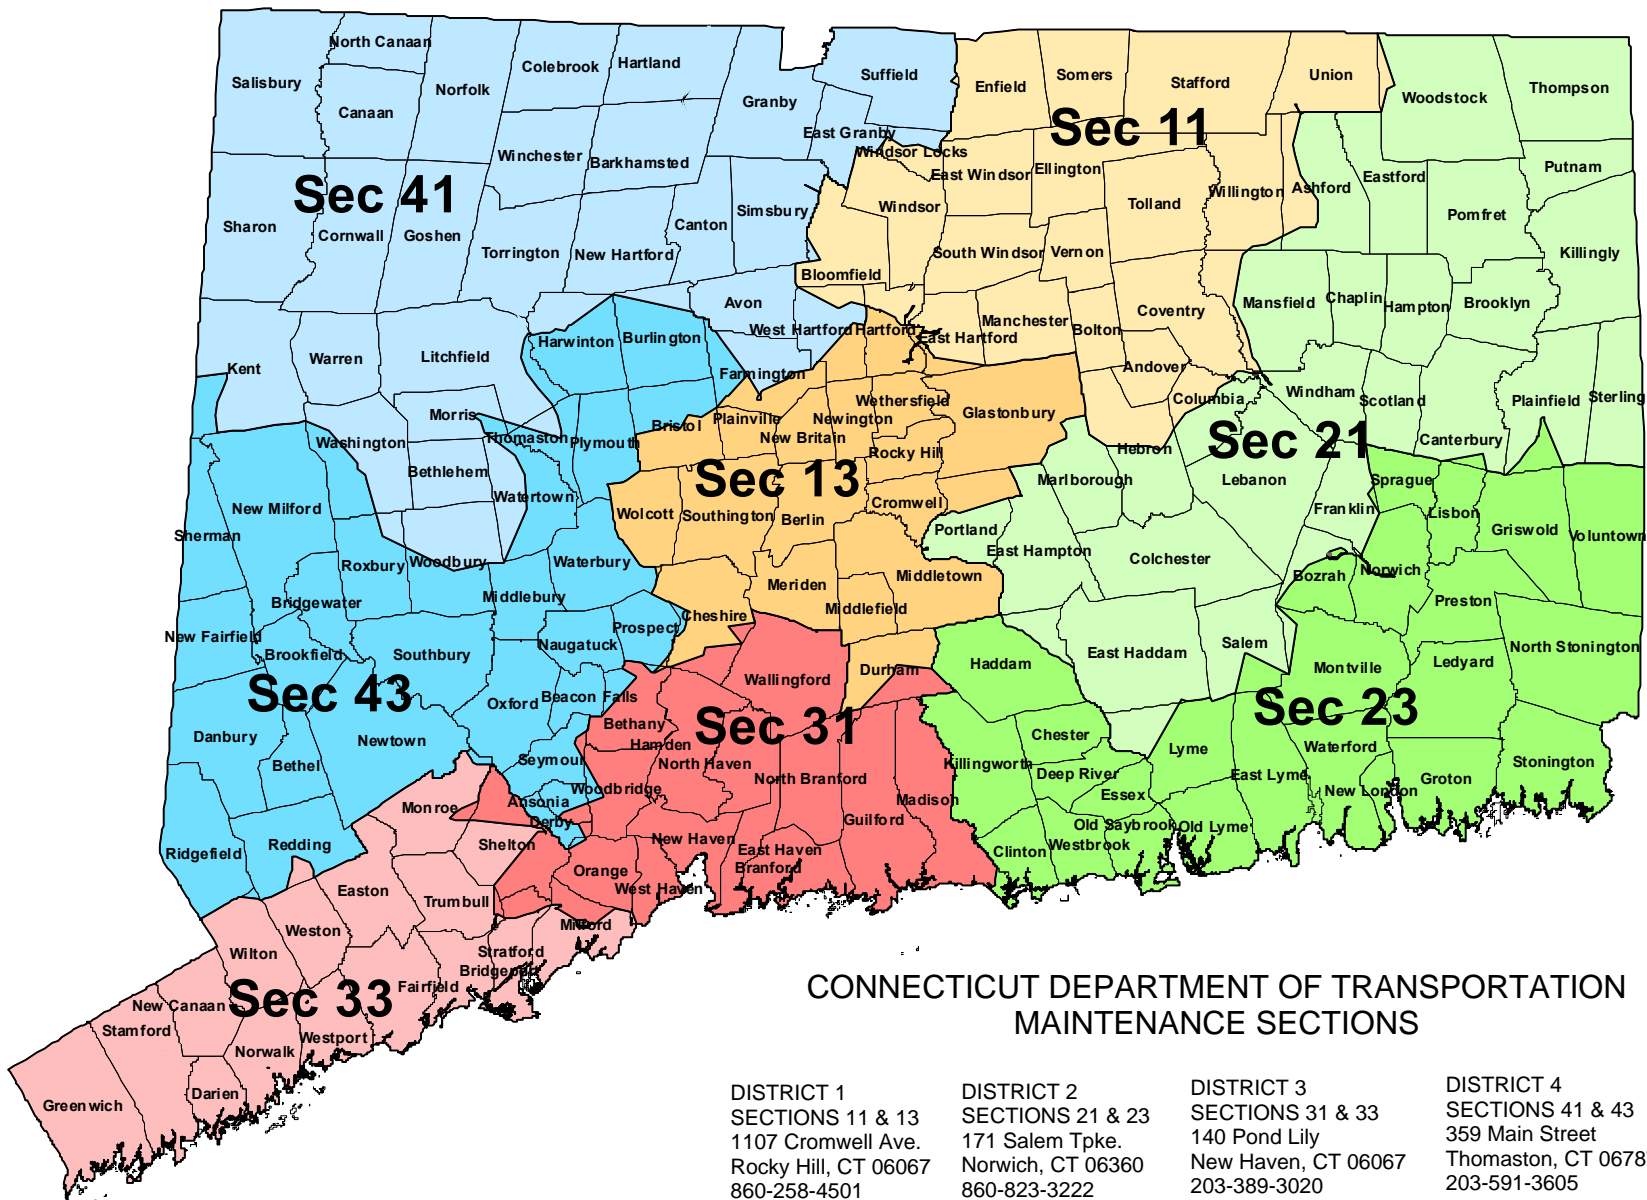 North Canaan
Salisbury
Colebrook
Hartland
Suffield
Norfolk
Canaan
Granby
Enfield
Somers
Stafford
Union
Woodstock
Thompson
East Granby
Sec 11
Winchester
Barkhamsted
Windsor Locks
East Windsor
Ellington
Willington
Ashford
Eastford
Putnam
Sec 41
Sharon
Cornwall
Goshen
Canton
Simsbury
Windsor
Tolland
Pomfret
Torrington
New Hartford
South Windsor
Vernon
Killingly
Bloomfield
Avon
Mansfield
Chaplin
Hampton
Brooklyn
Coventry
West Hartford
Hartford
East Hartford
Manchester
Bolton
Harwinton
Burlington
Kent
Warren
Litchfield
Farmington
Andover
Columbia
Windham
Scotland
Plainfield
Sterling
Morris
Bristol
Plainville
Newington
Wethersfield
Glastonbury
Washington
Thomaston
Plymouth
New Britain
Rocky Hill
Hebron
Sec 21
Canterbury
Bethlehem
Watertown
Sec 13
Marlborough
Lebanon
Sprague
New Milford
Wolcott
Southington
Berlin
Cromwell
Franklin
Lisbon
Griswold
Voluntown
Sherman
Portland
East Hampton
Colchester
Roxbury
Woodbury
Waterbury
Meriden
Middletown
Bozrah
Norwich
Bridgewater
Middlebury
Cheshire
Middlefield
Preston
New Fairfield
Brookfield
Southbury
Naugatuck
Prospect
Durham
Haddam
East Haddam
Salem
Montville
Ledyard
North Stonington
Sec 43
Oxford
Beacon Falls
Wallingford
Sec 31
Sec 23
Danbury
Bethel
Newtown
Bethany
Hamden
North Haven
Chester
Lyme
Waterford
Seymour
Woodbridge
North Branford
Killingworth
Deep River
East Lyme
New London
Groton
Stonington
Monroe
Ansonia
Derby
Madison
Essex
Guilford
Ridgefield
Redding
Shelton
New Haven
East Haven
Clinton
Westbrook
Old Saybrook
Old Lyme
Easton
Trumbull
Orange
West Haven
Branford
Weston
Milford
Wilton
Stratford
Bridgeport
Fairfield
New Canaan
Sec 33
Stamford
Westport
Norwalk
Darien
Greenwich
CONNECTICUT DEPARTMENT OF TRANSPORTATION
MAINTENANCE SECTIONS
DISTRICT 1
SECTIONS 11 & 13
1107 Cromwell Ave.
Rocky Hill, CT 06067
860-258-4501
DISTRICT 2
SECTIONS 21 & 23
171 Salem Tpke.
Norwich, CT 06360
860-823-3222
DISTRICT 3
SECTIONS 31 & 33
140 Pond Lily
New Haven, CT 06067
203-389-3020
DISTRICT 4
SECTIONS 41 & 43
359 Main Street
Thomaston, CT 0678
203-591-3605